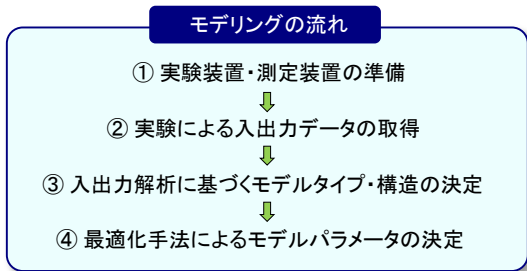 モデリングの流れ
① 実験装置・測定装置の準備
② 実験による入出力データの取得
③ 入出力解析に基づくモデルタイプ・構造の決定
④ 最適化手法によるモデルパラメータの決定